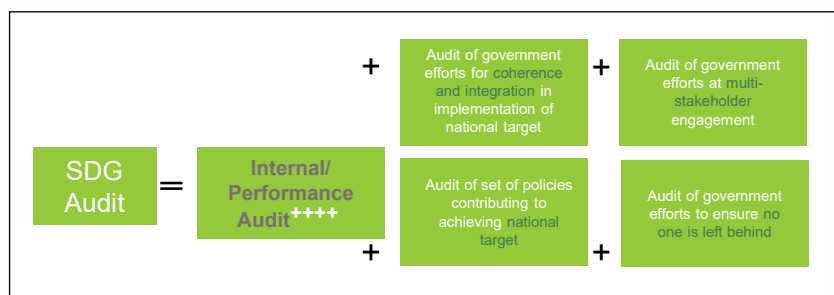 SDG
Audit
=
Internal/
Performance
Audit++++
+
Audit of government
efforts for coherence
and integration in
implementation of
national target
+
Audit of government
efforts at multi-
stakeholder
engagement
+
Audit of set of policies
contributing to
achieving national
target
+
Audit of government
efforts to ensure no
one is left behind